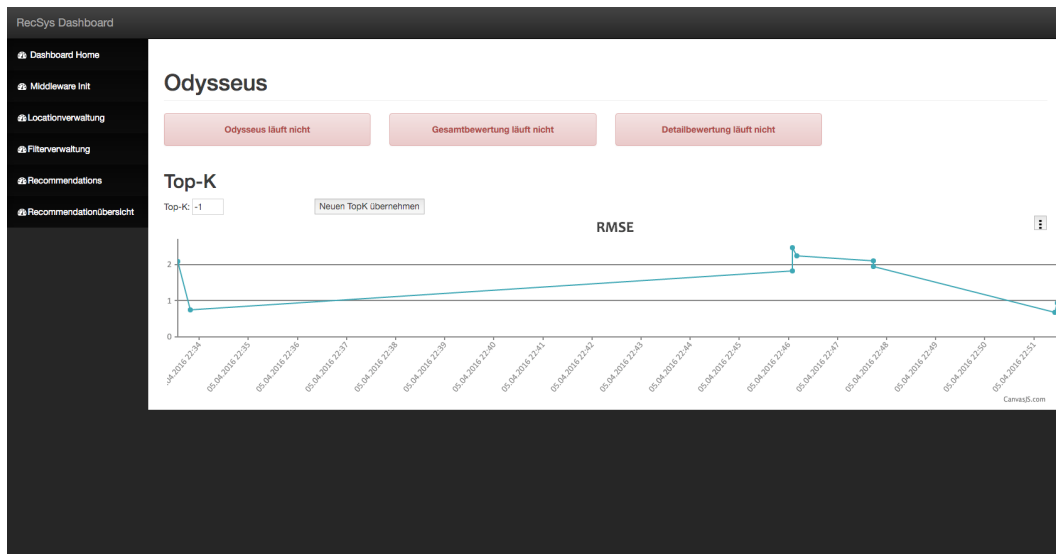 RecSys Dashboard
Dashboard Home
Middleware Init
Locationverwaltung
Filterverwaltung
Recommendations
Recommendationübersicht
Odysseus
Odysseus läuft nicht
Gesamtbewertung läuft nicht
Detailbewertung läuft nicht
Top-K
Top-K: -1
Neuen TopK übernehmen
RMSE
2
1
0
.04.2016 22:34
05.04.2016 22:35
05.04.2016 22:36
05.04.2016 22:37
05.04.2016 22:38
05.04.2016 22:39
05.04.2016 22:40
05.04.2016 22:41
05.04.2016 22:42
05.04.2016 22:43
05.04.2016 22:44
05.04.2016 22:45
05.04.2016 22:46
05.04.2016 22:47
05.04.2016 22:48
05.04.2016 22:49
05.04.2016 22:50
05.04.2016 22:51
CanvasJS.com